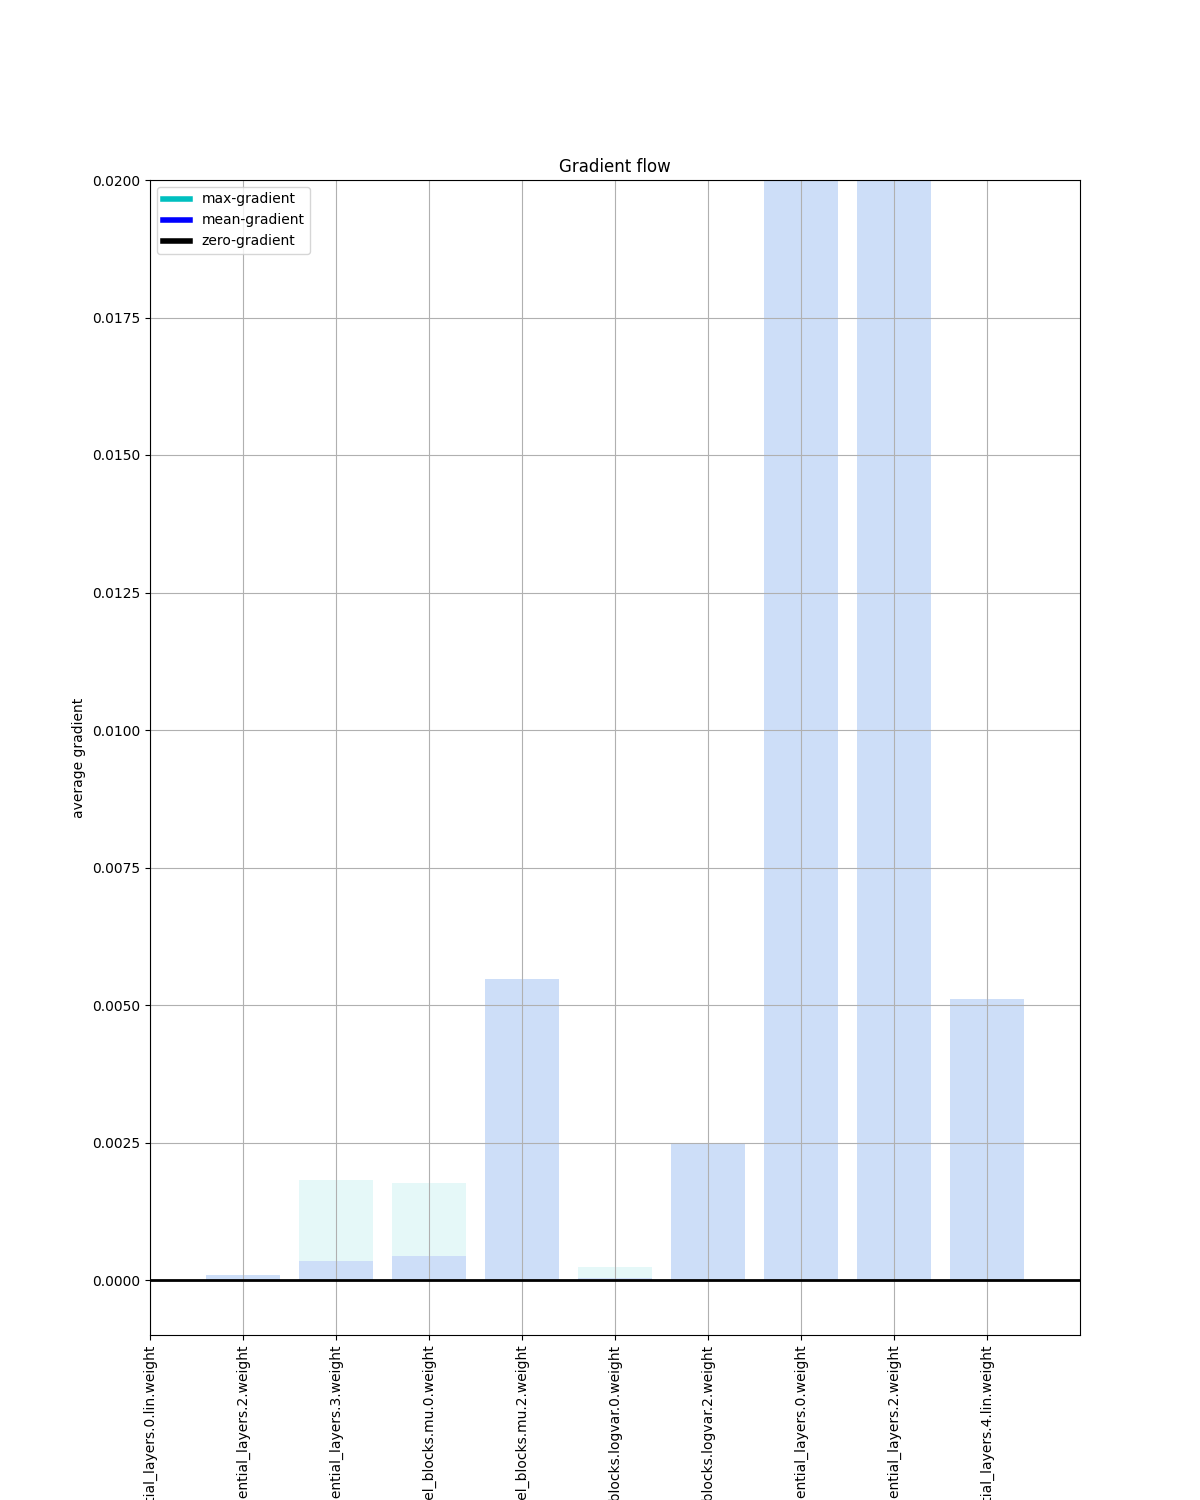 Gradient flow
max-gradient
mean-gradient
zero-gradient
0.0200
0.0175
0.0150
0.0125
0.0100
0.0075
0.0050
0.0025
0.0000
average gradient
tial_layers.0.lin.weight
ential_layers.2.weight
ential_layers.3.weight
el_blocks.mu.0.weight
el_blocks.mu.2.weight
blocks.logvar.0.weight
blocks.logvar.2.weight
ential_layers.0.weight
ential_layers.2.weight
tial_layers.4.lin.weight